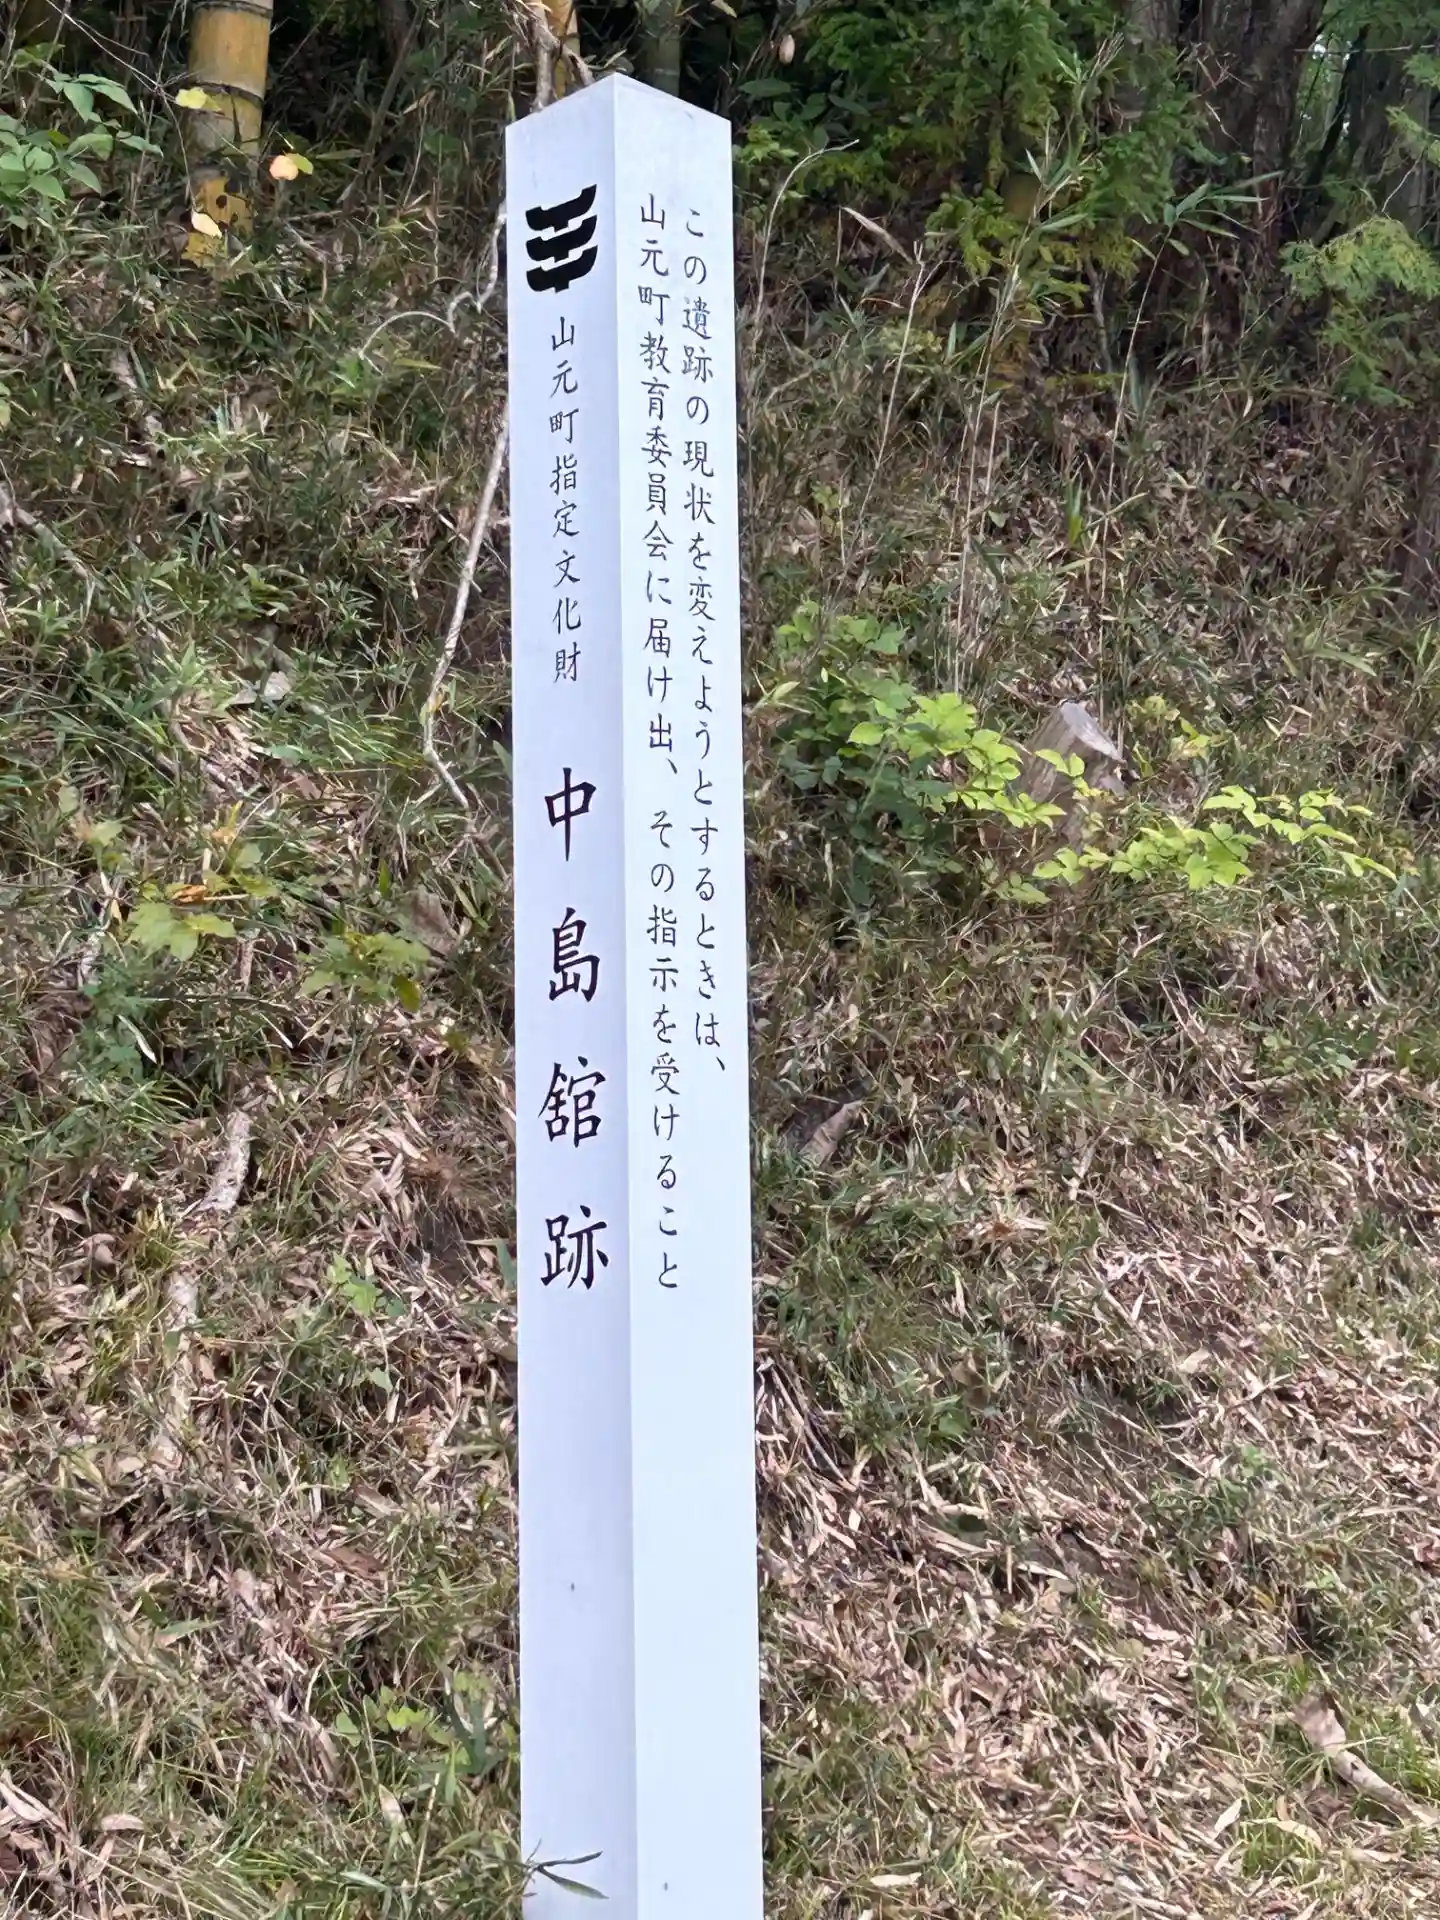 山元町指定文化財　中島舘跡
この遺跡の現状を変えようとするときは、
山元町教育委員会に届け出、その指示を受けること